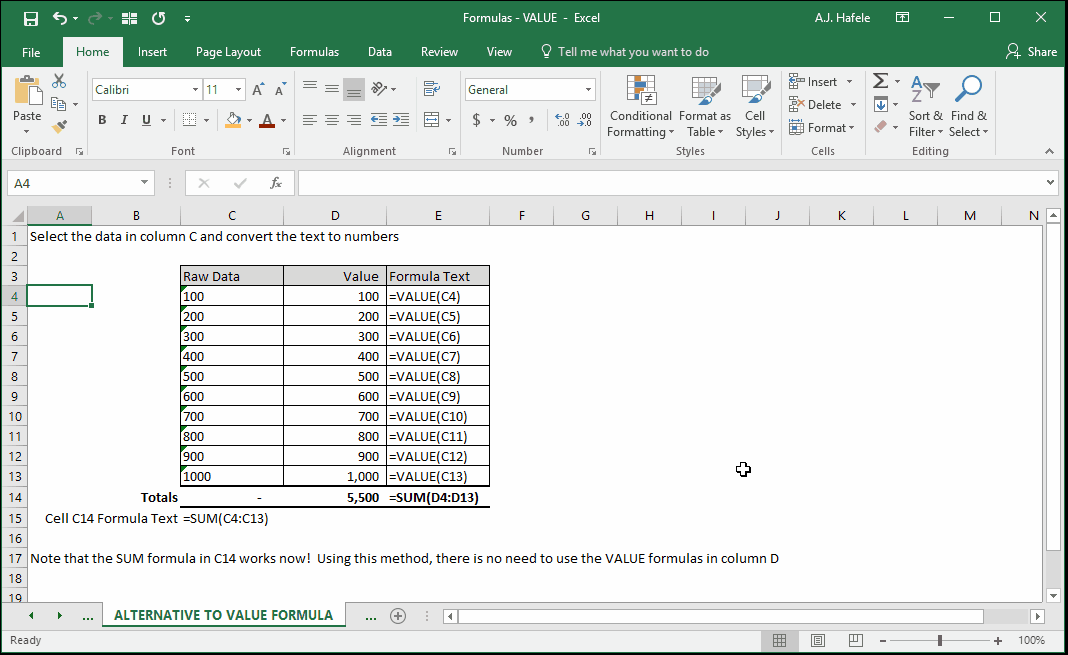 Formulas - VALUE - Excel
A.J. Hafele
File Home Insert Page Layout Formulas Data Review View Tell me what you want to do Share
Calibri 11 General
Paste
B I U $ % , .00 .0
Conditional Formatting Format as Table Cell Styles
Insert
Delete
Format
Sort & Filter Find & Select
Clipboard Font Alignment Number Styles Cells Editing
A4 fx
A B C D E F G H I J K L M N
1 Select the data in column C and convert the text to numbers
2
3 Raw Data Value Formula Text
4 100 100 =VALUE(C4)
5 200 200 =VALUE(C5)
6 300 300 =VALUE(C6)
7 400 400 =VALUE(C7)
8 500 500 =VALUE(C8)
9 600 600 =VALUE(C9)
10 700 700 =VALUE(C10)
11 800 800 =VALUE(C11)
12 900 900 =VALUE(C12)
13 1000 1,000 =VALUE(C13)
14 Totals - 5,500 =SUM(D4:D13)
15 Cell C14 Formula Text =SUM(C4:C13)
16
17 Note that the SUM formula in C14 works now! Using this method, there is no need to use the VALUE formulas in column D
18
19
... ALTERNATIVE TO VALUE FORMULA ...
Ready 100%